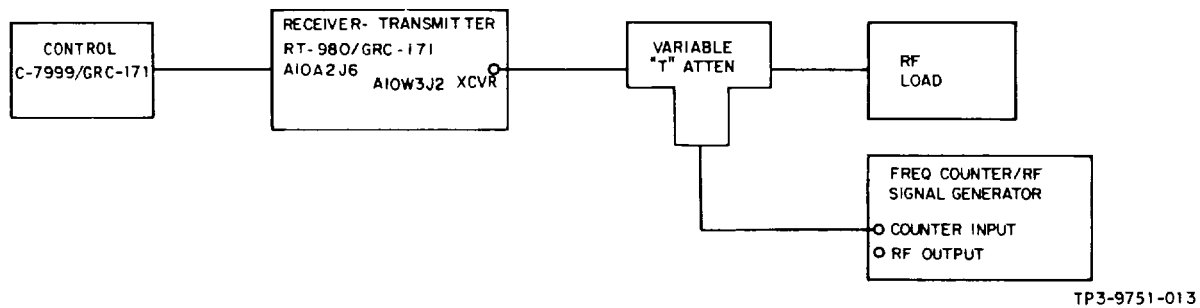 CONTROL
C-7999/GRC-171
RECEIVER- TRANSMITTER
RT-980/GRC-171
A10A2J6
A10W3J2 XCVR
VARIABLE
"T" ATTEN
RF
LOAD
FREQ COUNTER/RF
SIGNAL GENERATOR
COUNTER INPUT
RF OUTPUT
TP3-9751-013